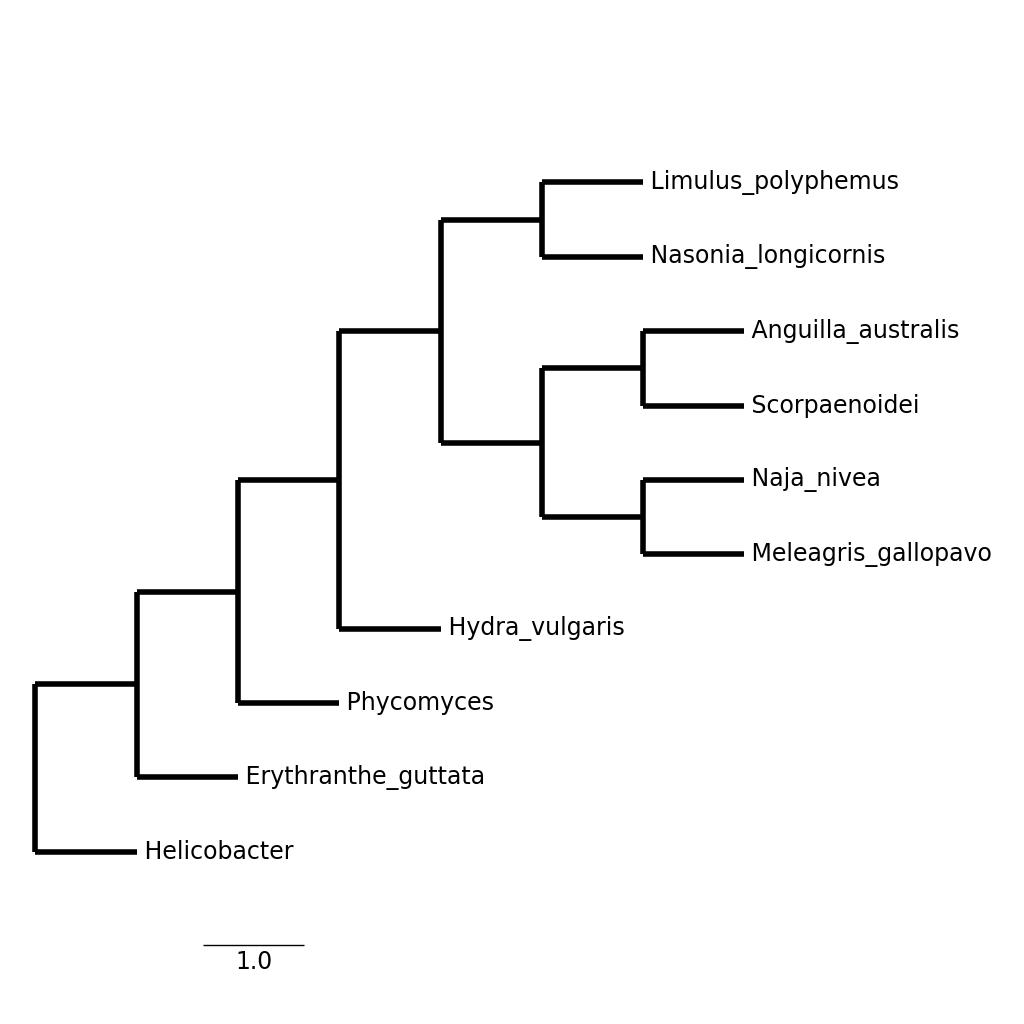 Limulus_polyphemus
Nasonia_longicornis
Anguilla_australis
Scorpaenoidei
Naja_nivea
Meleagris_gallopavo
Hydra_vulgaris
Phycomyces
Erythranthe_guttata
Helicobacter
1.0